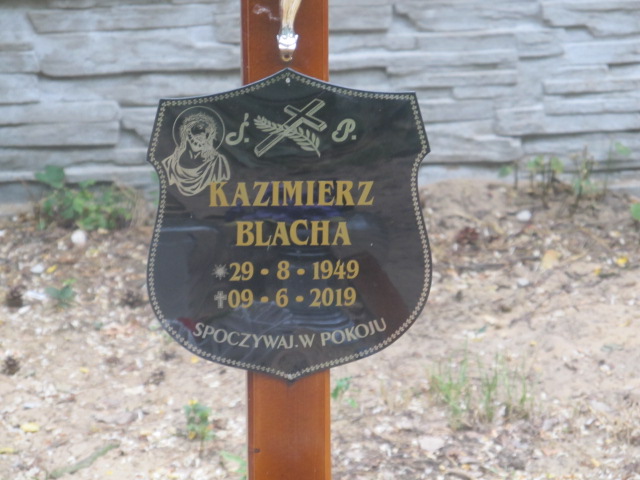 Ś. P.
KAZIMIERZ
BLACHA
29 • 8 • 1949
09 • 6 • 2019
SPOCZYWAJ W POKOJU